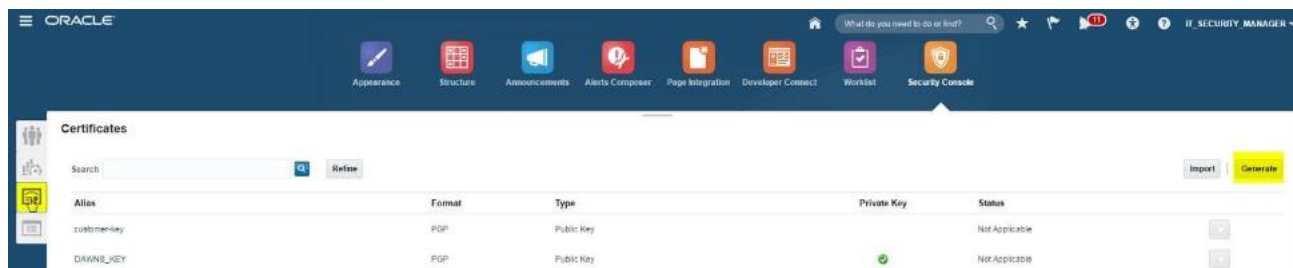 ORACLE
What do you need to do or find?
11
IT_SECURITY_MANAGER
Appearance Structure Announcements Alerts Composer Page Integration Developer Connect Worklist Security Console
Certificates
Search Refine Import Generate
Alias Format Type Private Key Status
customer-key PGP Public Key Not Applicable
DAWNS_KEY PGP Public Key Not Applicable